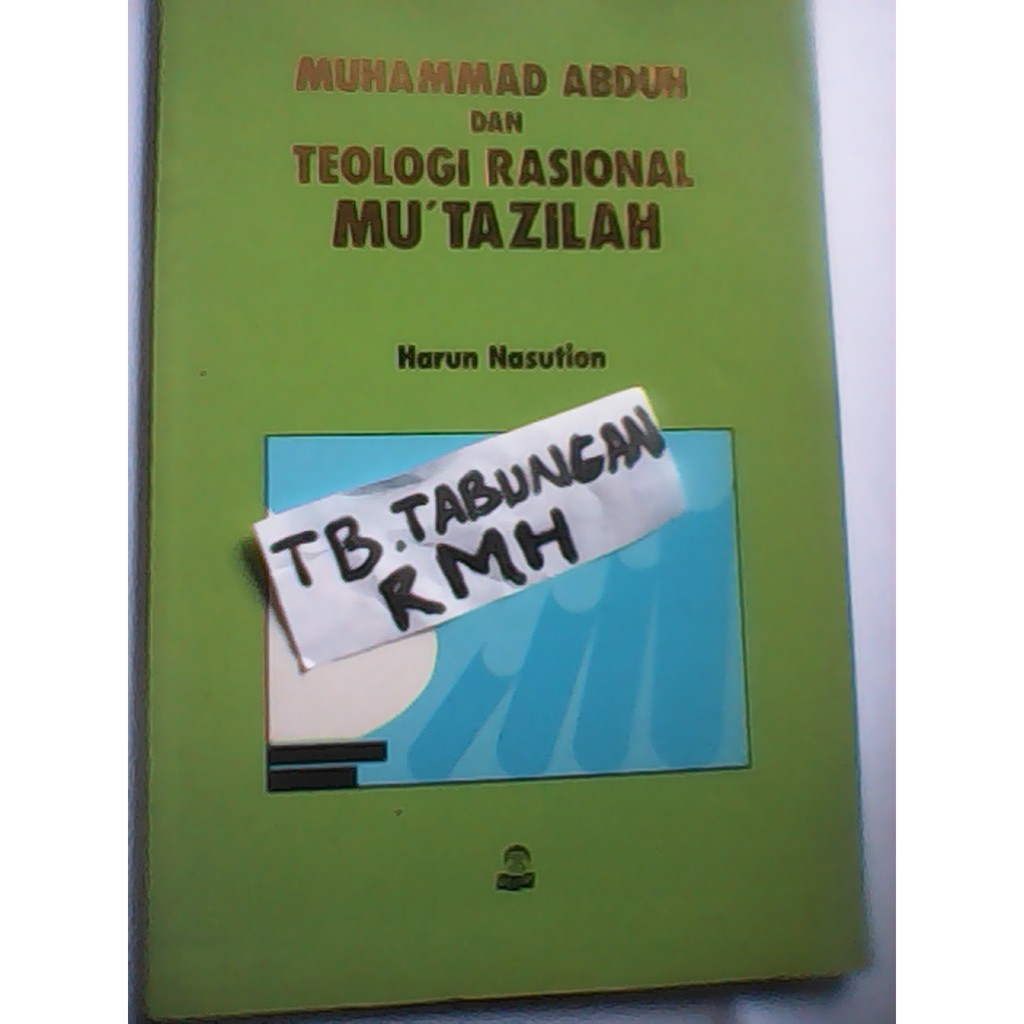 MUHAMMAD ABDUH
DAN
TEOLOGI RASIONAL
MU'TAZILAH
Harun Nasution
TB.TABUNGAN
RMH